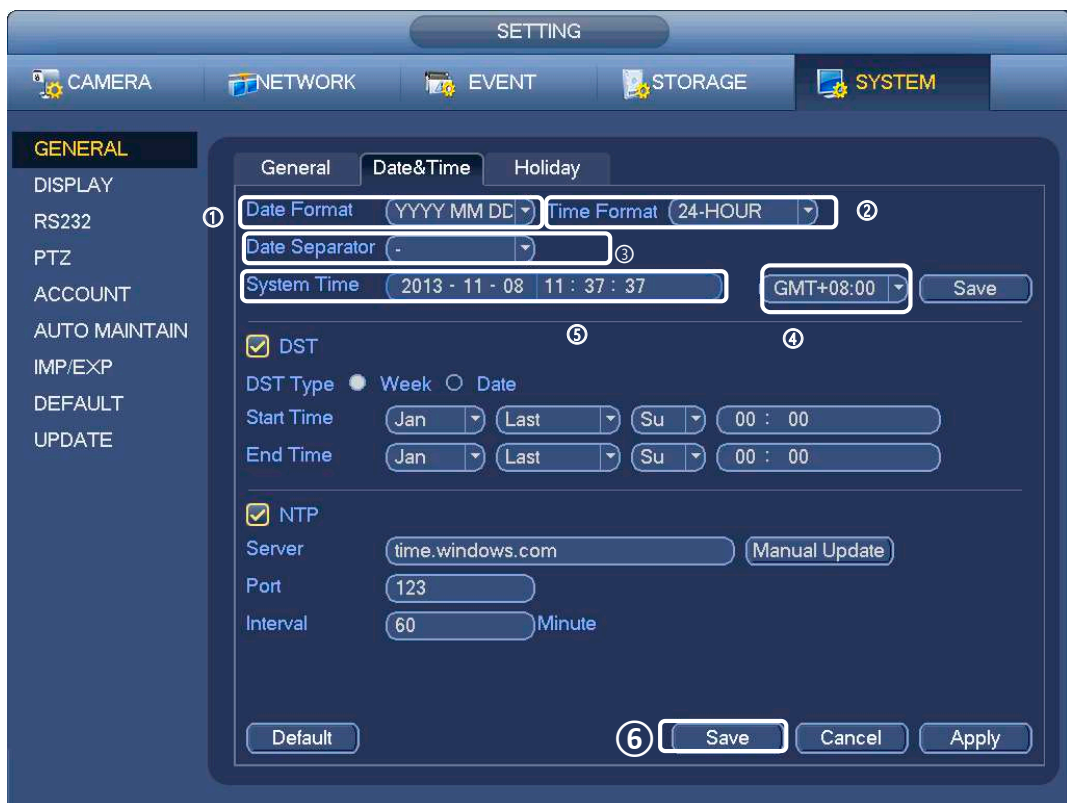 SETTING
CAMERA NETWORK EVENT STORAGE SYSTEM
GENERAL
DISPLAY
RS232
PTZ
ACCOUNT
AUTO MAINTAIN
IMP/EXP
DEFAULT
UPDATE
General Date&Time Holiday
① Date Format YYYY MM DD Time Format 24-HOUR ②
Date Separator - ③
System Time 2013 - 11 - 08 11 : 37 : 37 GMT+08:00 Save
⑤ ④
DST
DST Type Week Date
Start Time Jan Last Su 00 : 00
End Time Jan Last Su 00 : 00
NTP
Server time.windows.com Manual Update
Port 123
Interval 60 Minute
Default ⑥ Save Cancel Apply